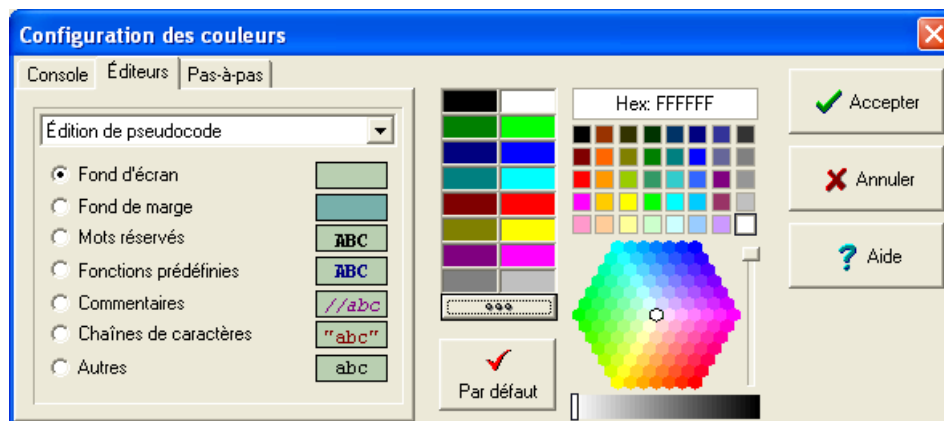 Configuration des couleurs
Console
Éditeurs
Pas-à-pas
Édition de pseudocode
Fond d'écran
Fond de marge
Mots réservés
ABC
Fonctions prédéfinies
ABC
Commentaires
//abc
Chaînes de caractères
"abc"
Autres
abc
Par défaut
Hex: FFFFFF
Accepter
Annuler
? Aide